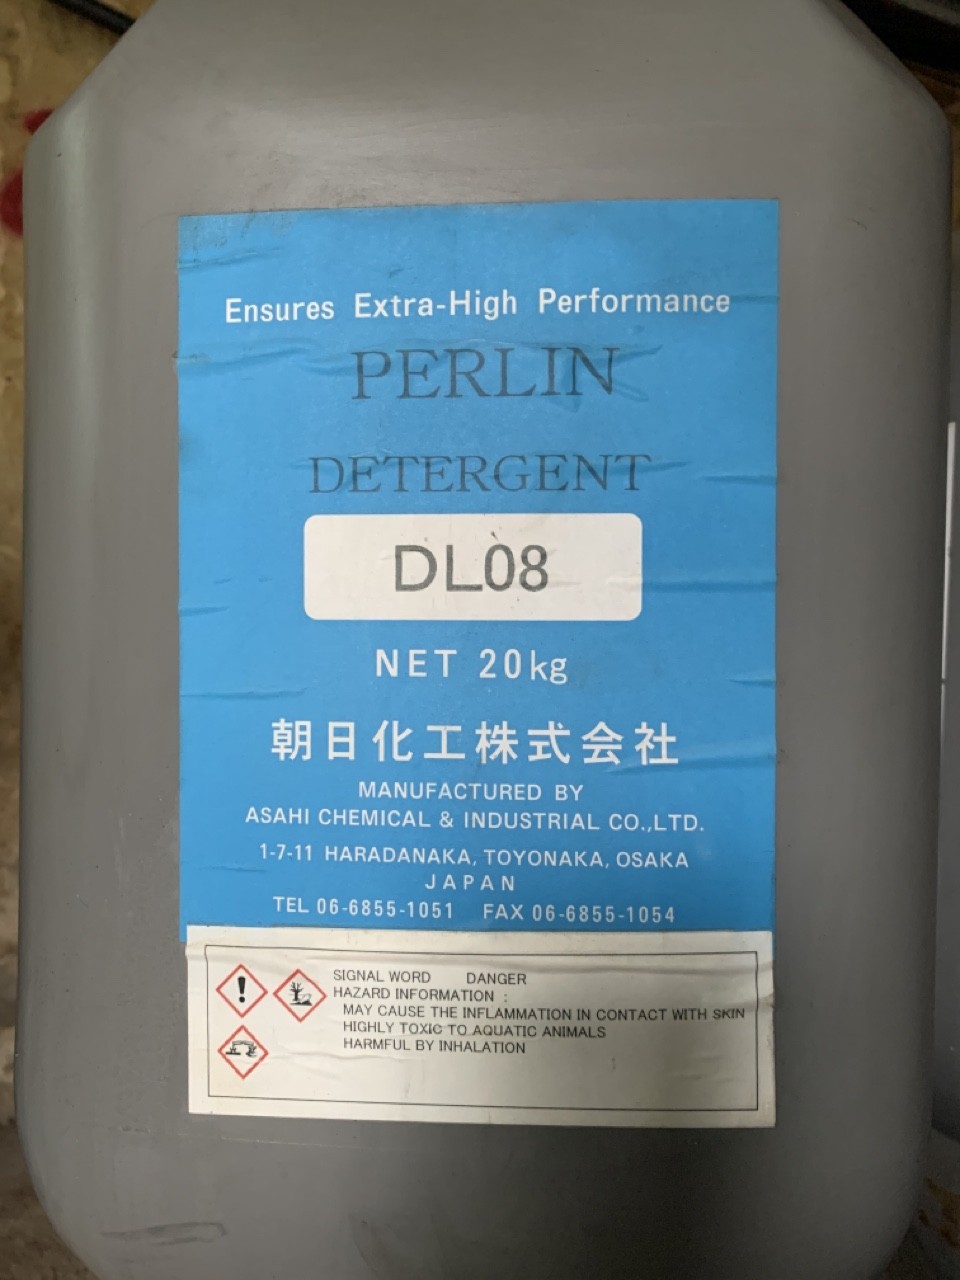 Ensures Extra-High Performance
PERLIN
DETERGENT
DL08
NET 20kg
朝日化工株式会社
MANUFACTURED BY
ASAHI CHEMICAL & INDUSTRIAL CO.,LTD.
1-7-11 HARADANAKA, TOYONAKA, OSAKA
JAPAN
TEL 06-6855-1051 FAX 06-6855-1054
SIGNAL WORD DANGER
HAZARD INFORMATION :
MAY CAUSE THE INFLAMMATION IN CONTACT WITH SKIN
HIGHLY TOXIC TO AQUATIC ANIMALS
HARMFUL BY INHALATION